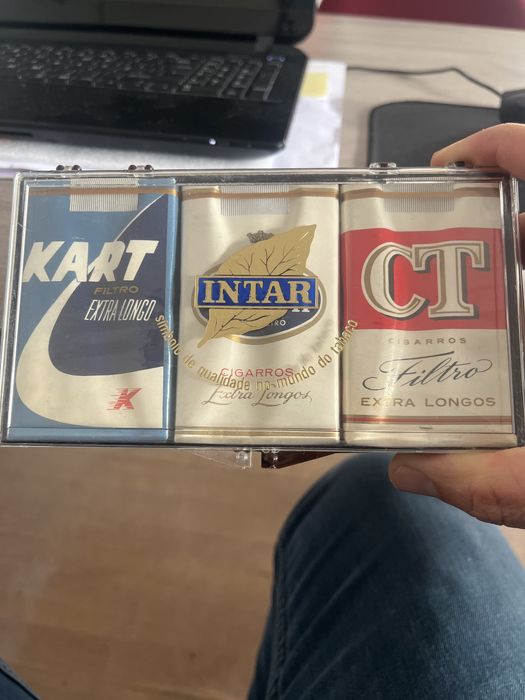 KART
FILTRO
EXTRA LONGO
K
INTAR
símbolo de qualidade no mundo do tabaco
CIGARROS
Extra Longos
CT
CIGARROS
Filtro
EXTRA LONGOS